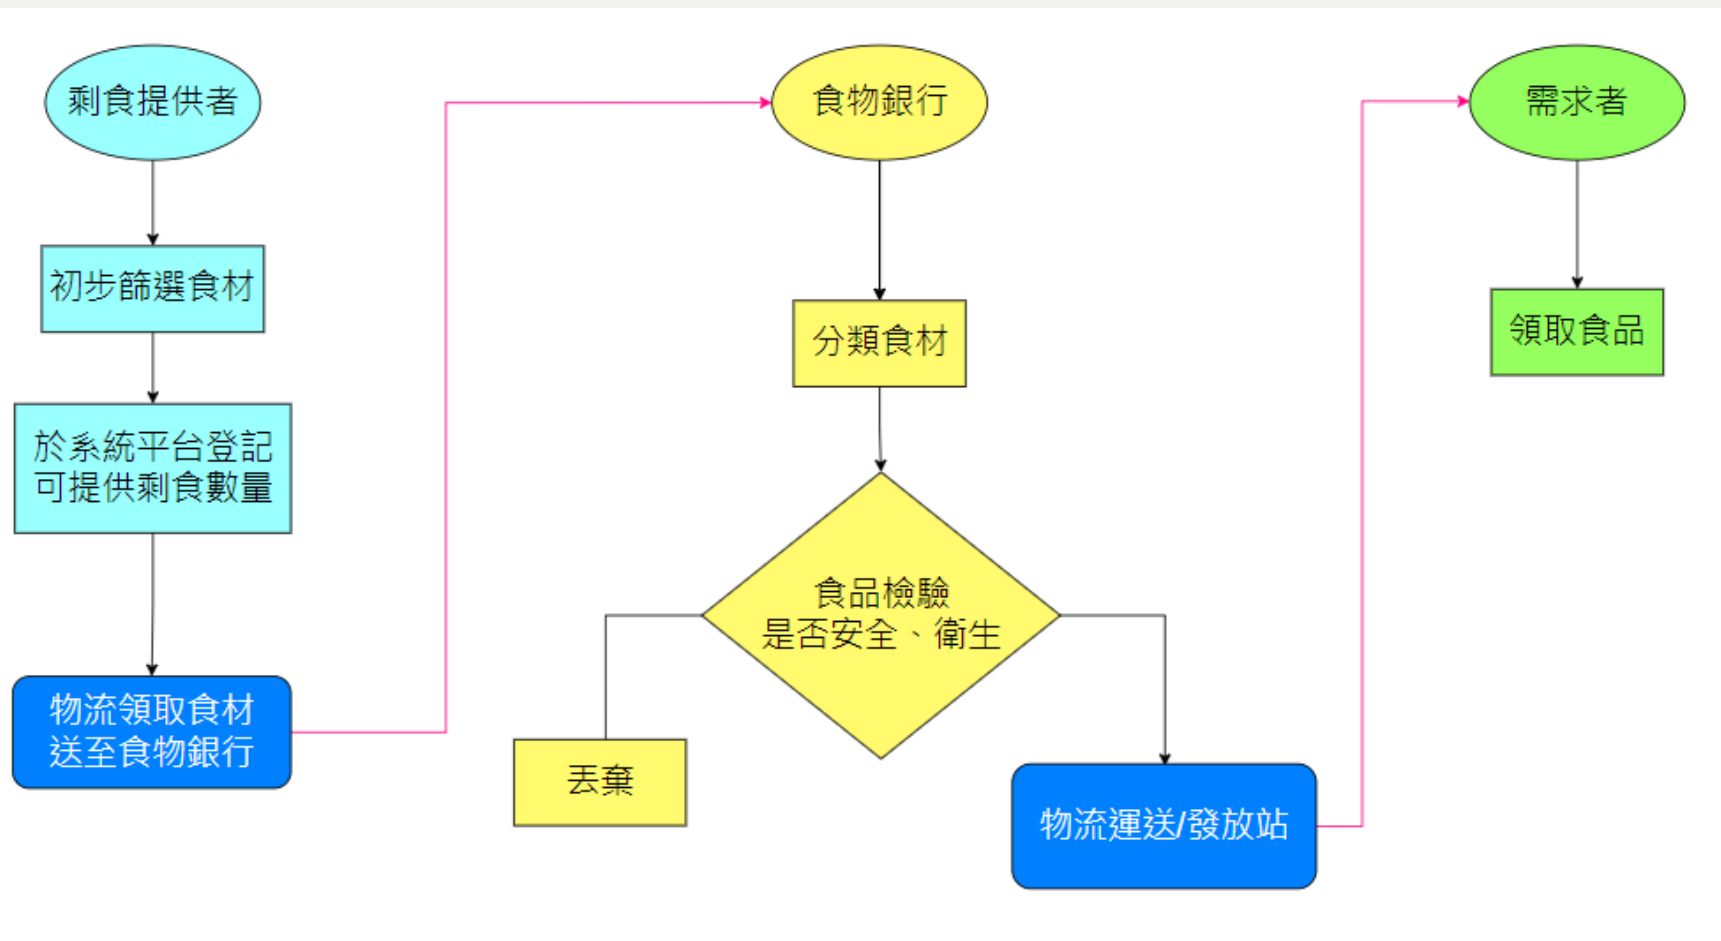 剩食提供者
初步篩選食材
於系統平台登記
可提供剩食數量
物流領取食材
送至食物銀行
食物銀行
分類食材
食品檢驗
是否安全、衛生
丟棄
物流運送/發放站
需求者
領取食品